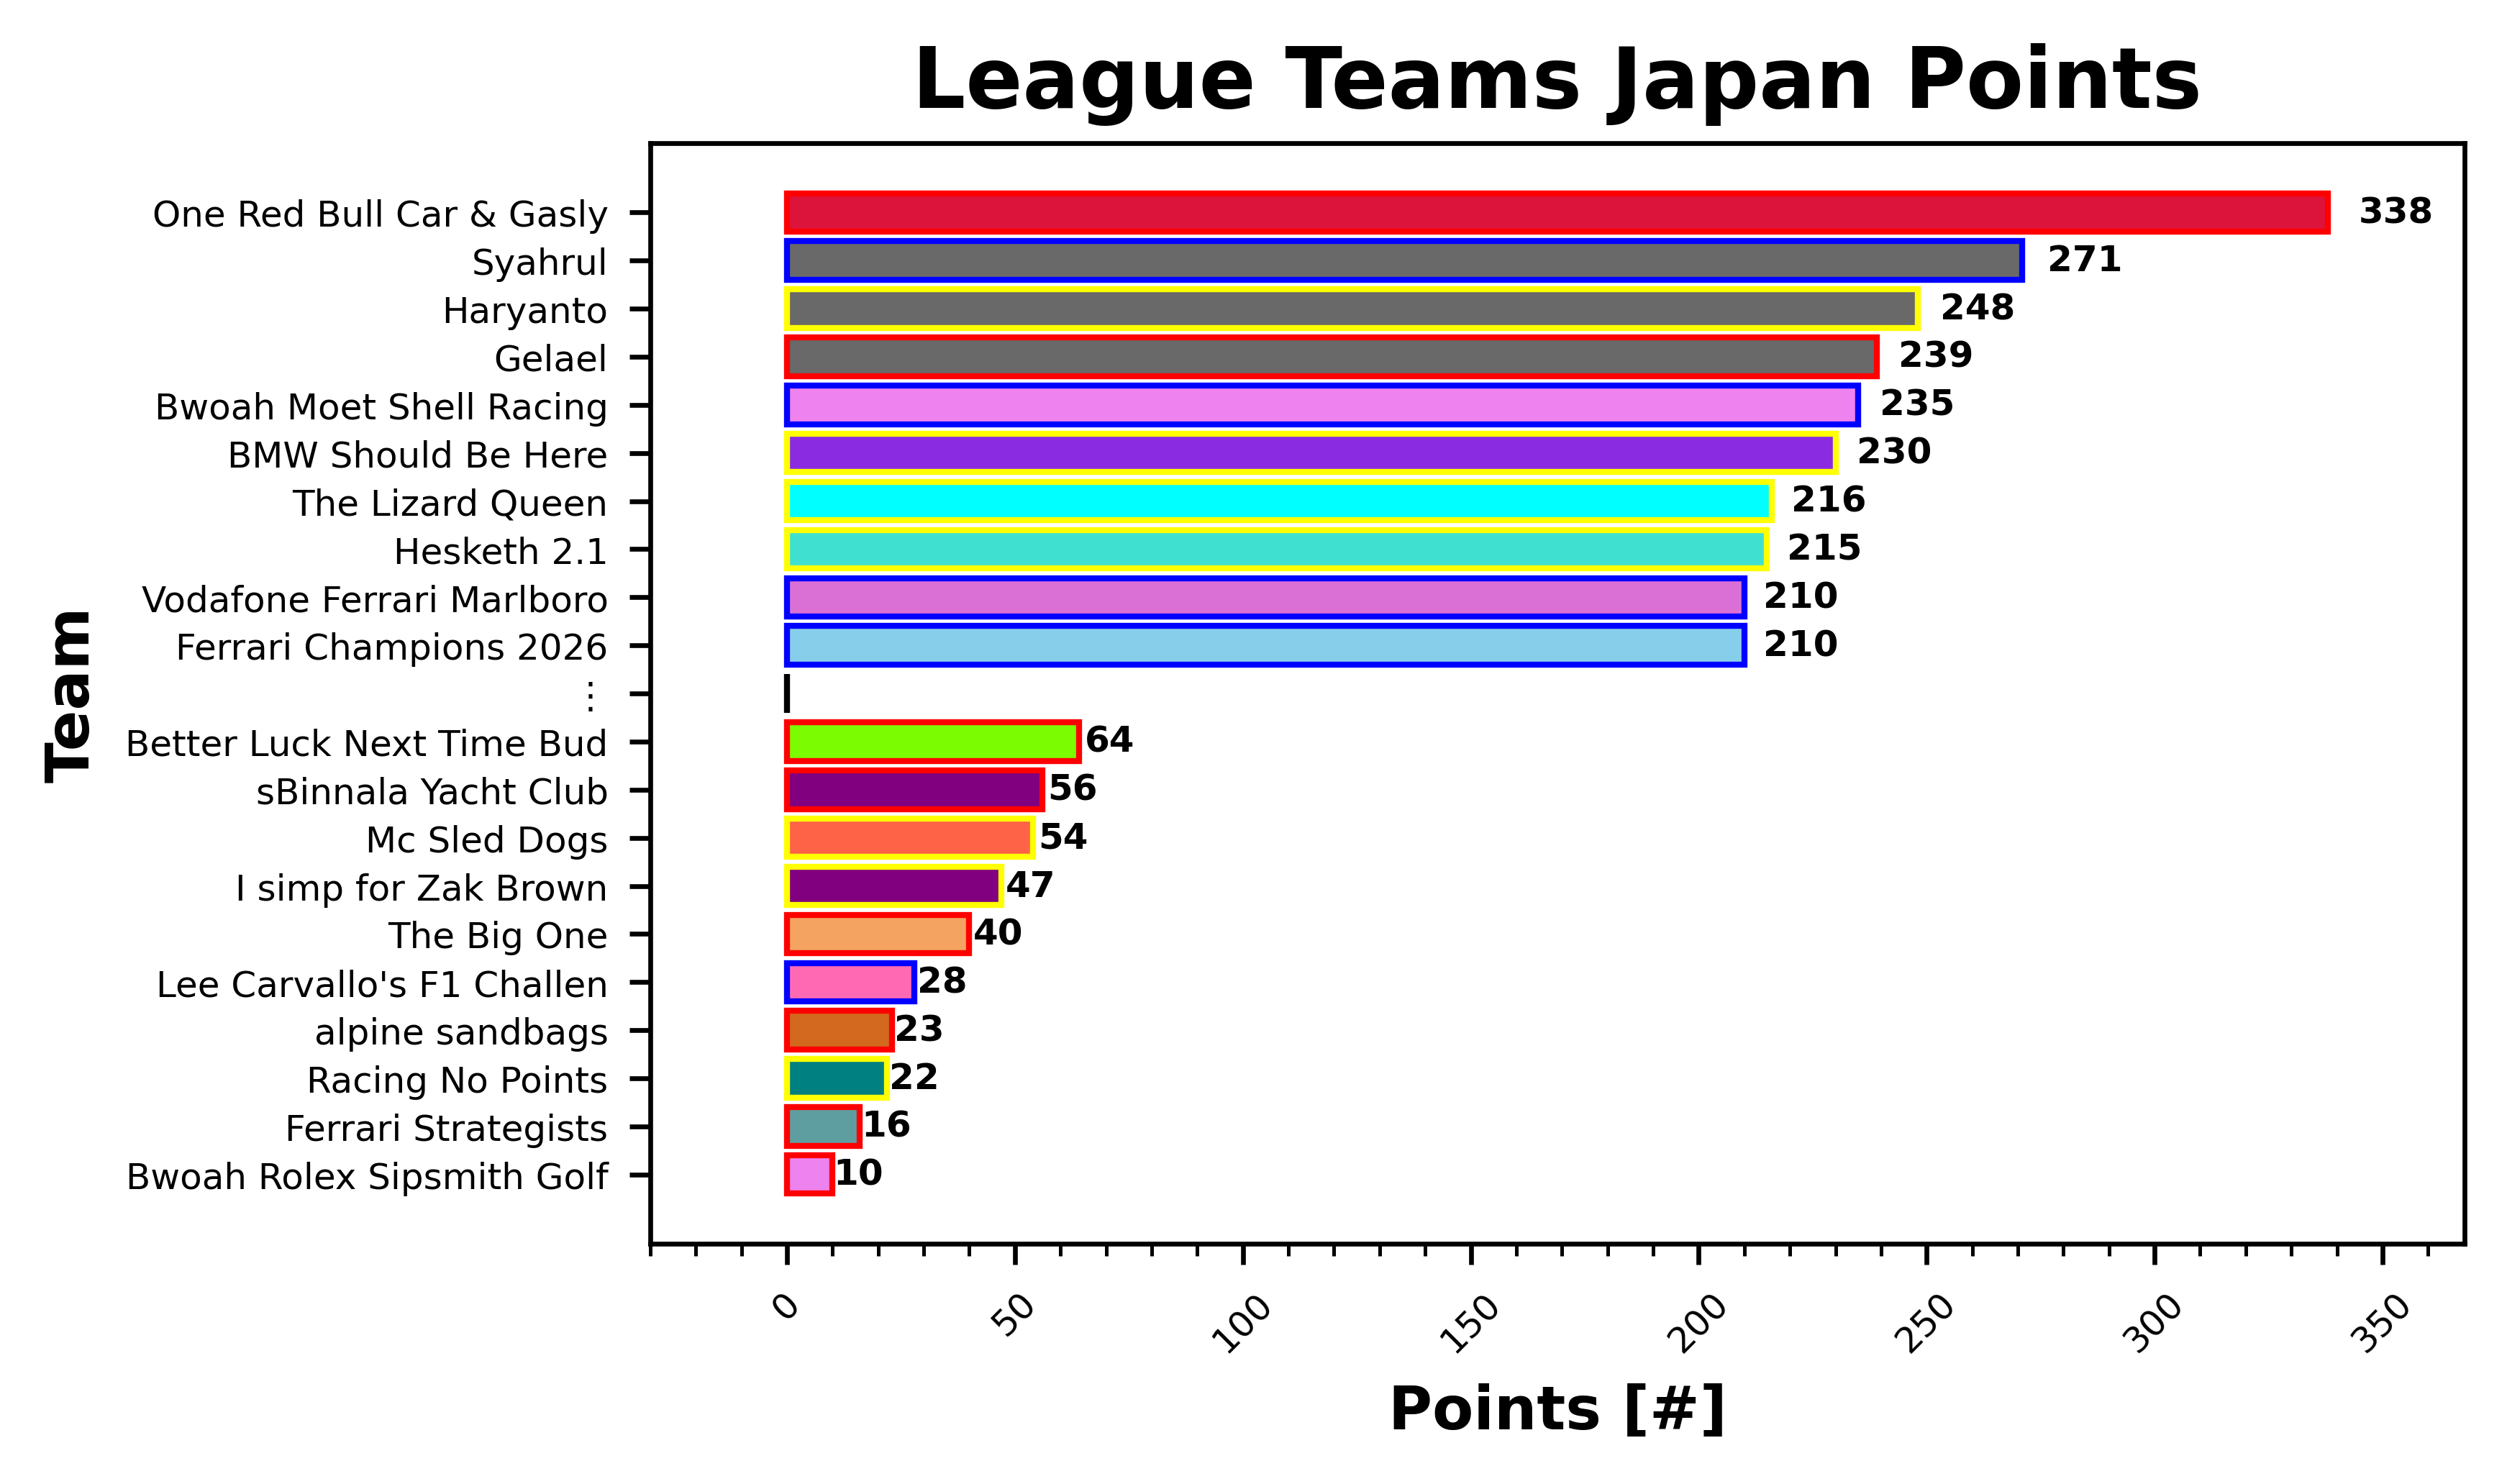 League Teams Japan Points
Team
One Red Bull Car & Gasly 338
Syahrul 271
Haryanto 248
Gelael 239
Bwoah Moet Shell Racing 235
BMW Should Be Here 230
The Lizard Queen 216
Hesketh 2.1 215
Vodafone Ferrari Marlboro 210
Ferrari Champions 2026 210
⋮
Better Luck Next Time Bud 64
sBinnala Yacht Club 56
Mc Sled Dogs 54
I simp for Zak Brown 47
The Big One 40
Lee Carvallo's F1 Challen 28
alpine sandbags 23
Racing No Points 22
Ferrari Strategists 16
Bwoah Rolex Sipsmith Golf 10
0 50 100 150 200 250 300 350
Points [#]